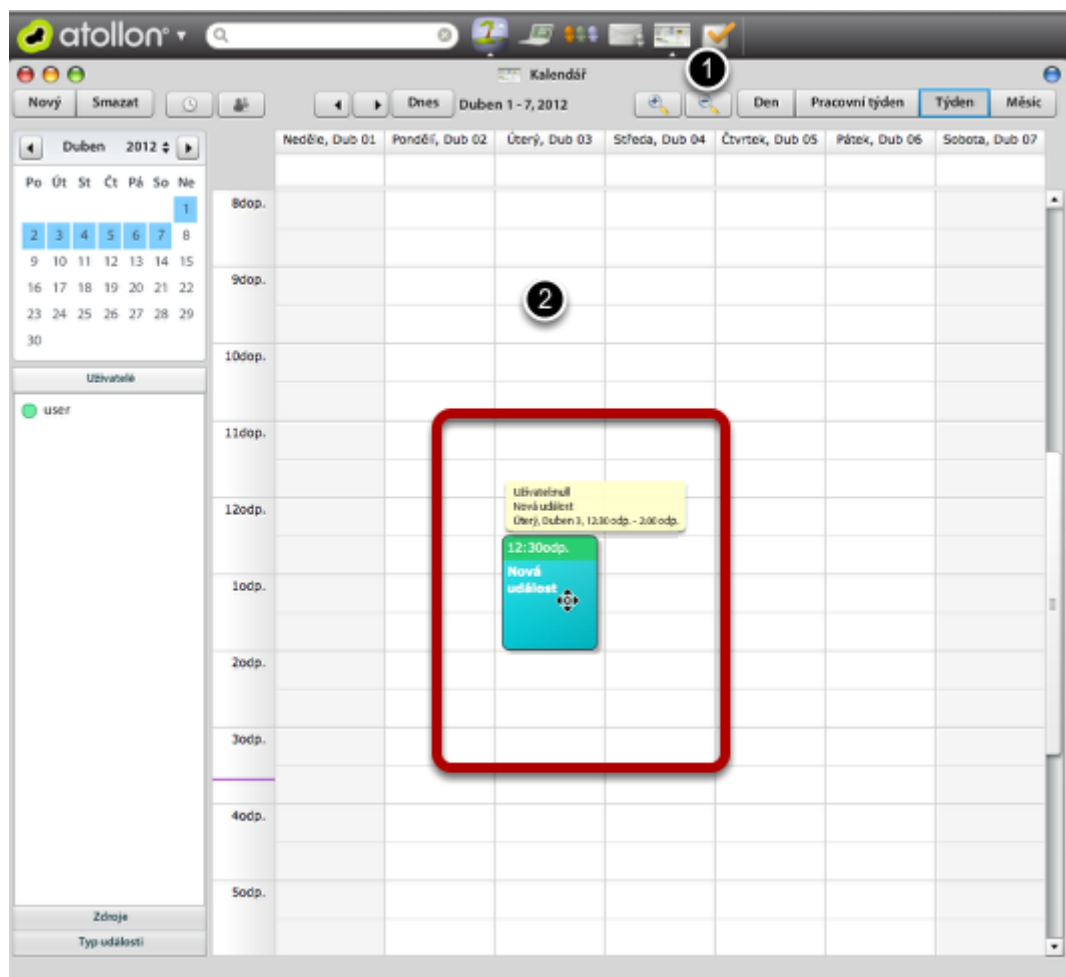 atollon
1
Kalendář
Nový Smazat Dnes Duben 1 - 7, 2012 Den Pracovní týden Týden Měsíc
Duben 2012
Neděle, Dub 01 Pondělí, Dub 02 Úterý, Dub 03 Středa, Dub 04 Čtvrtek, Dub 05 Pátek, Dub 06 Sobota, Dub 07
Po Út St Čt Pá So Ne
1
2 3 4 5 6 7 8
9 10 11 12 13 14 15
16 17 18 19 20 21 22
23 24 25 26 27 28 29
30
Uživatelé
user
8dop.
9dop.
2
10dop.
11dop.
12odp.
Uživatel:null
Nová událost
Úterý, Duben 3, 12:30 odp. - 2:00 odp.
12:30odp.
Nová
událost
1odp.
2odp.
3odp.
4odp.
5odp.
Zdroje
Typ události